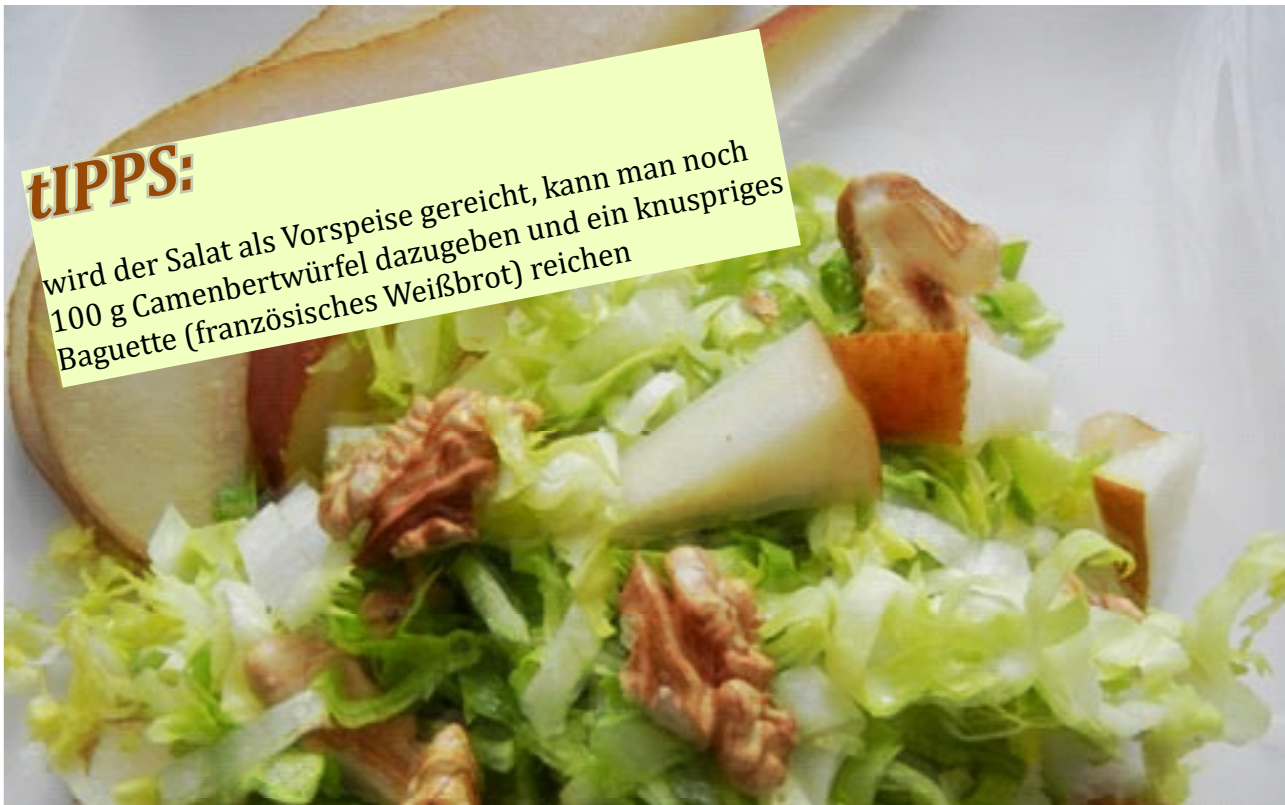 tIPPS:
wird der Salat als Vorspeise gereicht, kann man noch
100 g Camenbertwürfel dazugeben und ein knuspriges
Baguette (französisches Weißbrot) reichen